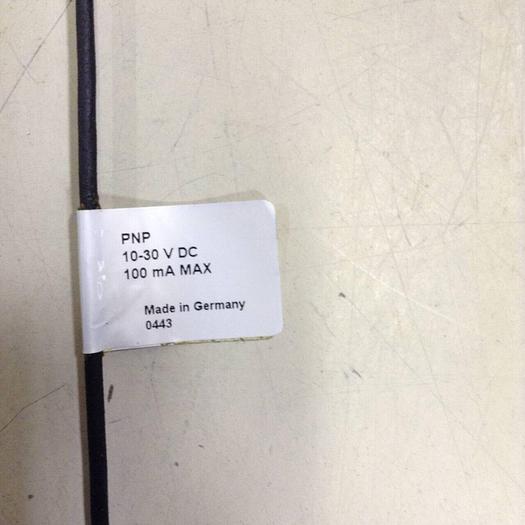 PNP
10-30 V DC
100 mA MAX
Made in Germany
0443